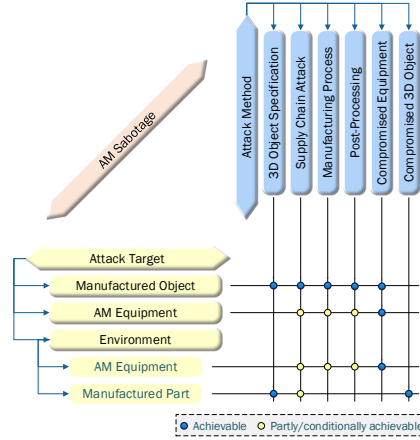 AM Sabotage
Attack Method
3D Object Specification
Supply Chain Attack
Manufacturing Process
Post-Processing
Compromised Equipment
Compromised 3D Object
Attack Target
Manufactured Object
AM Equipment
Environment
AM Equipment
Manufactured Part
Achievable
Partly/conditionally achievable